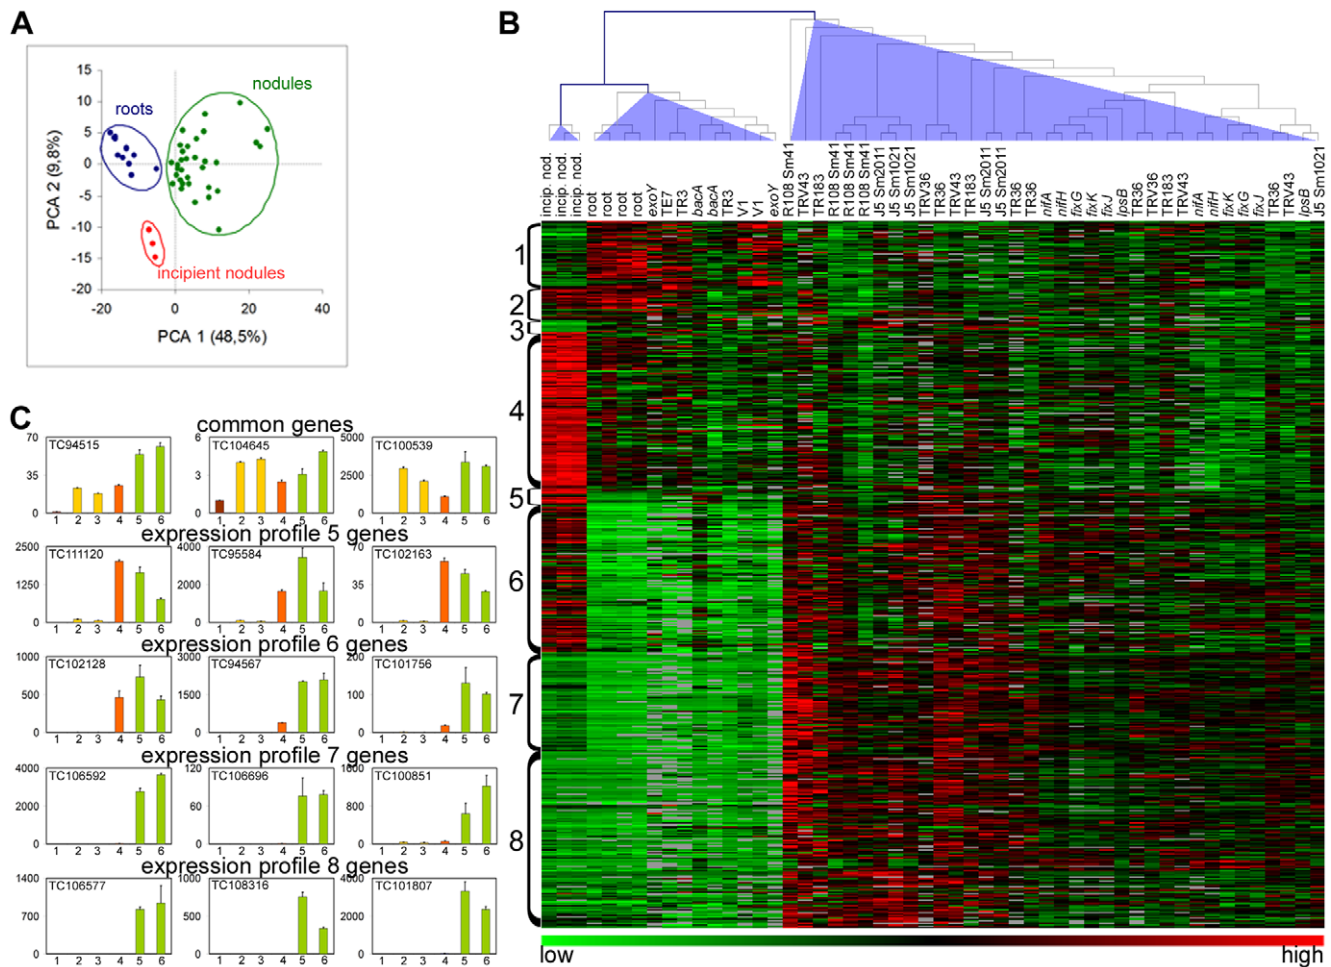 A
15
10
5
0
-5
-10
-15
-20
-20
0
20
40
PCA 2 (9,8%)
PCA 1 (48,5%)
roots
nodules
incipient nodules
B
incip. nod.
incip. nod.
incip. nod.
root
root
root
root
exoY
TE7
TR3
bacA
bacA
TR3
V1
V1
exoY
R108 Sm41
TRV43
TR183
R108 Sm41
R108 Sm41
R108 Sm41
J5 Sm2011
J5 Sm1021
J5 Sm1021
TRV36
TR36
TRV43
TR183
J5 Sm2011
J5 Sm2011
TR36
TR36
nifA
nifH
fixG
fixK
fixJ
lpsB
TR36
TRV36
TR183
TRV43
nifA
nifH
fixK
fixG
fixJ
TR36
TRV43
lpsB
J5 Sm1021
1
2
3
4
5
6
7
8
low
high
C
common genes
TC94515
70
35
0
1 2 3 4 5 6
TC104645
6
3
0
1 2 3 4 5 6
TC100539
5000
2500
0
1 2 3 4 5 6
expression profile 5 genes
TC111120
2500
1250
0
1 2 3 4 5 6
TC95584
4000
2000
0
1 2 3 4 5 6
TC102163
70
35
0
1 2 3 4 5 6
expression profile 6 genes
TC102128
1000
500
0
1 2 3 4 5 6
TC94567
3000
1500
0
1 2 3 4 5 6
TC101756
200
100
0
1 2 3 4 5 6
expression profile 7 genes
TC106592
4000
2000
0
1 2 3 4 5 6
TC106696
120
60
0
1 2 3 4 5 6
TC100851
1600
800
0
1 2 3 4 5 6
expression profile 8 genes
TC106577
1400
700
0
1 2 3 4 5 6
TC108316
1000
500
0
1 2 3 4 5 6
TC101807
4000
2000
0
1 2 3 4 5 6